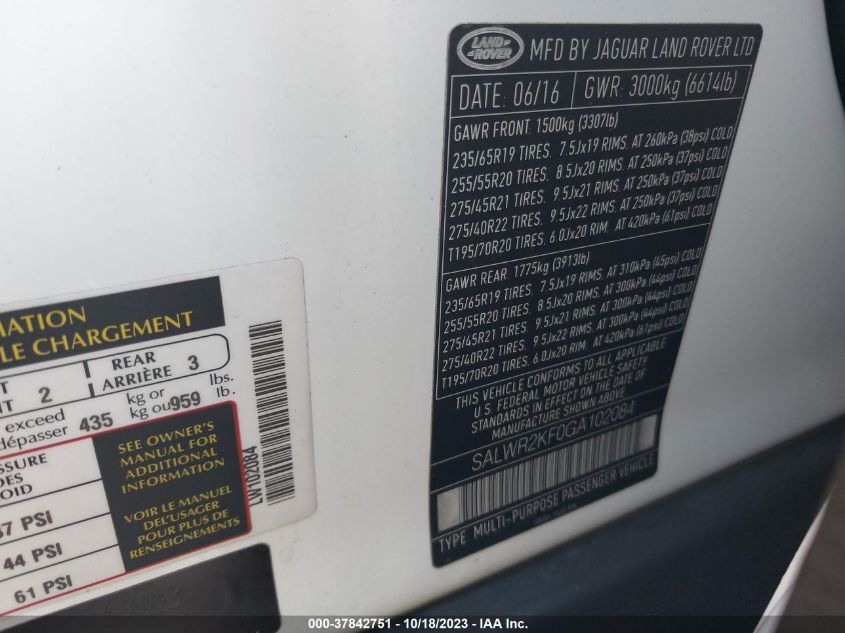 LAND ROVER
MFD BY JAGUAR LAND ROVER LTD
DATE: 06/16 GWR: 3000kg (6614lb)
GAWR FRONT: 1500kg (3307lb)
235/65R19 TIRES. 7.5Jx19 RIMS. AT 260kPa (38psi) COLD
255/55R20 TIRES. 8.5Jx20 RIMS. AT 250kPa (37psi) COLD
275/45R21 TIRES. 9.5Jx21 RIMS. AT 250kPa (37psi) COLD
275/40R22 TIRES. 9.5Jx22 RIMS. AT 250kPa (37psi) COLD
T195/70R20 TIRES. 6.0Jx20 RIM. AT 420kPa (61psi) COLD
GAWR REAR: 1775kg (3913lb)
235/65R19 TIRES. 7.5Jx19 RIMS. AT 310kPa (45psi) COLD
255/55R20 TIRES. 8.5Jx20 RIMS. AT 300kPa (44psi) COLD
275/45R21 TIRES. 9.5Jx21 RIMS. AT 300kPa (44psi) COLD
275/40R22 TIRES. 9.5Jx22 RIMS. AT 300kPa (44psi) COLD
T195/70R20 TIRES. 6.0Jx20 RIM. AT 420kPa (61psi) COLD
THIS VEHICLE CONFORMS TO ALL APPLICABLE
U.S. FEDERAL MOTOR VEHICLE SAFETY
STANDARDS IN EFFECT ON THE DATE OF
MANUFACTURE SHOWN ABOVE.
SALWR2KF0GA102084
TYPE: MULTI-PURPOSE PASSENGER VEHICLE
MATION
LE CHARGEMENT
NT 2 REAR ARRIÈRE 3
exceed dépasser 435 kg or kg ou 959 lbs. lb.
SSURE
DES
OID
37 PSI
44 PSI
61 PSI
SEE OWNER'S
MANUAL FOR
ADDITIONAL
INFORMATION
VOIR LE MANUEL
DEL'USAGER
POUR PLUS DE
RENSEIGNEMENTS
LW102084
000-37842751 - 10/18/2023 - IAA Inc.